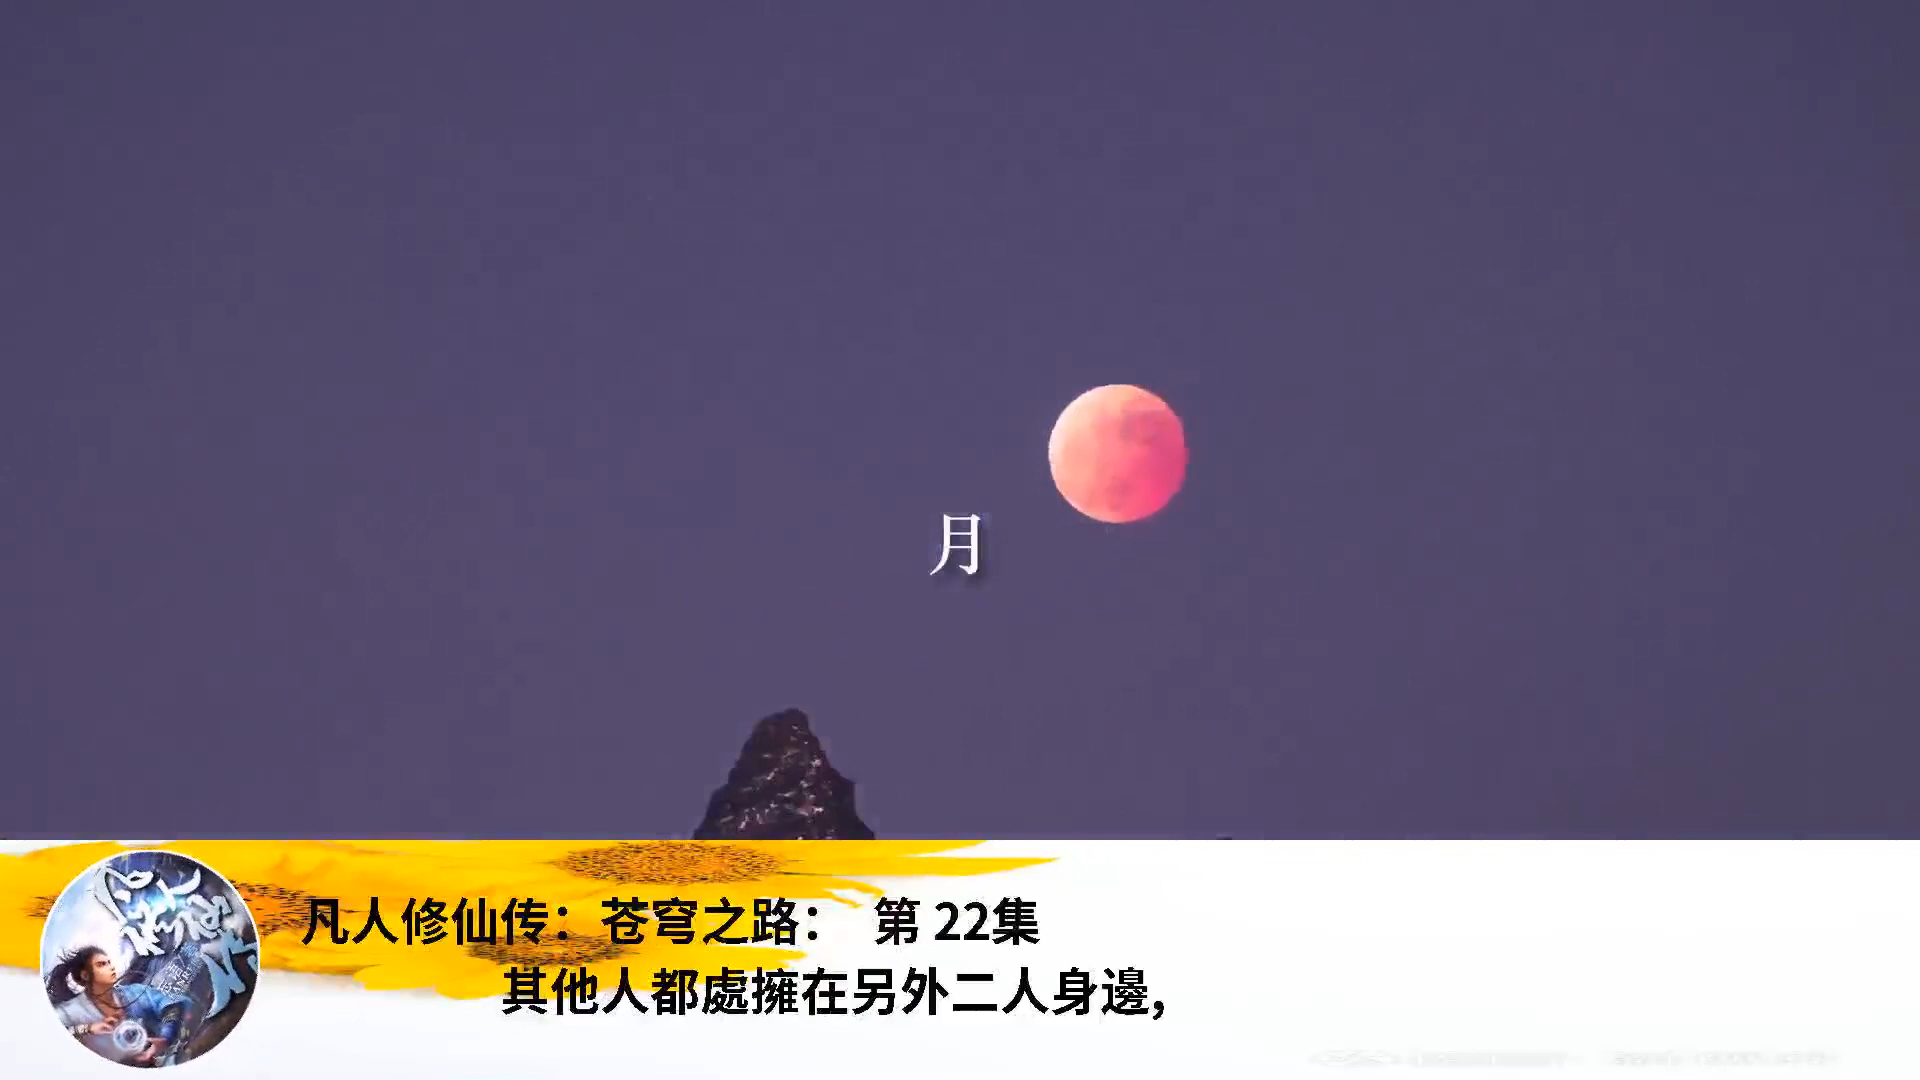 月
凡人修仙传：苍穹之路： 第 22集
其他人都處擁在另外二人身邊,